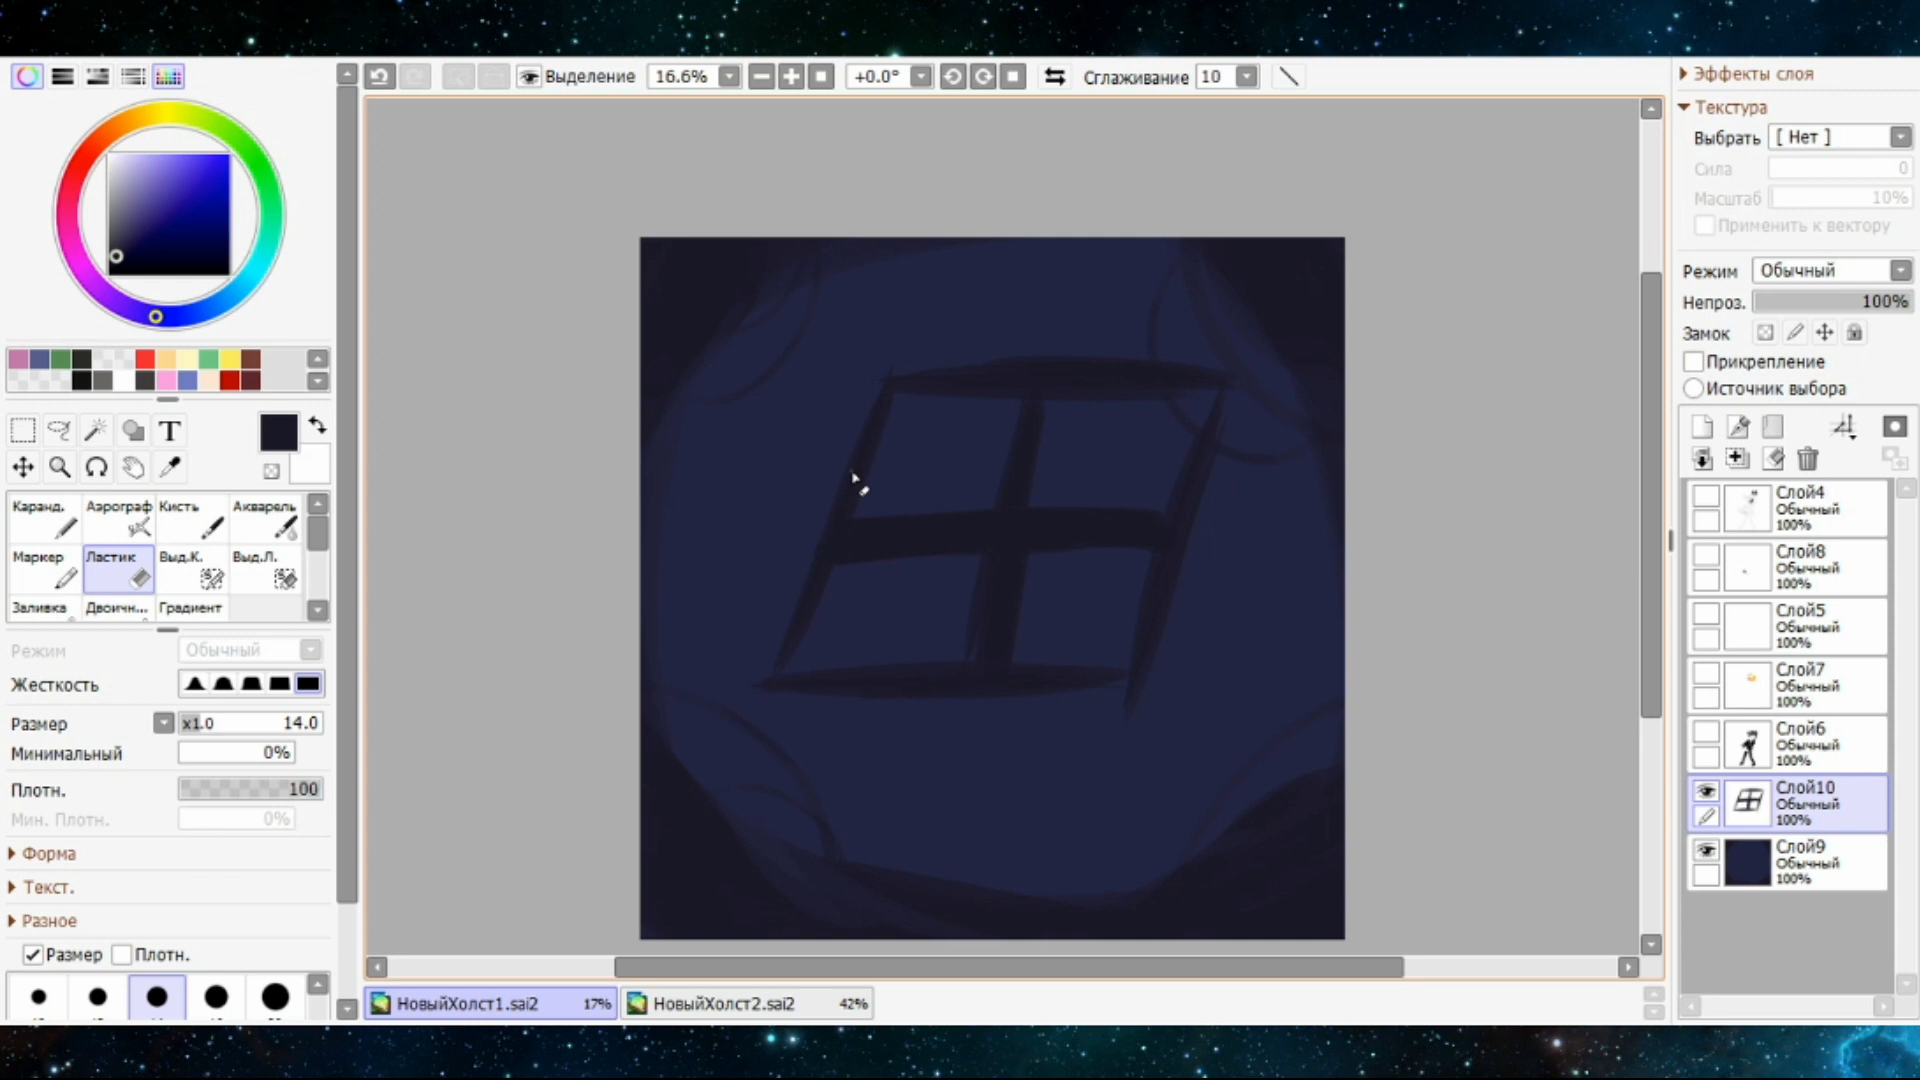 Выделение 16.6% +0.0° Сглаживание 10
Эффекты слоя
Текстура
Выбрать [ Нет ]
Сила 0
Масштаб 10%
Применить к вектору
Режим Обычный
Непроз. 100%
Замок
Прикрепление
Источник выбора
T
Каранд. Аэрограф Кисть Акварель
Маркер Ластик Выд.К. Выд.Л.
Заливка Двоичн... Градиент
Режим Обычный
Жесткость
Размер x1.0 14.0
Минимальный 0%
Плотн. 100
Мин. Плотн. 0%
Форма
Текст.
Разное
Размер Плотн.
Слой4
Обычный
100%
Слой8
Обычный
100%
Слой5
Обычный
100%
Слой7
Обычный
100%
Слой6
Обычный
100%
Слой10
Обычный
100%
Слой9
Обычный
100%
НовыйХолст1.sai2 17% НовыйХолст2.sai2 42%